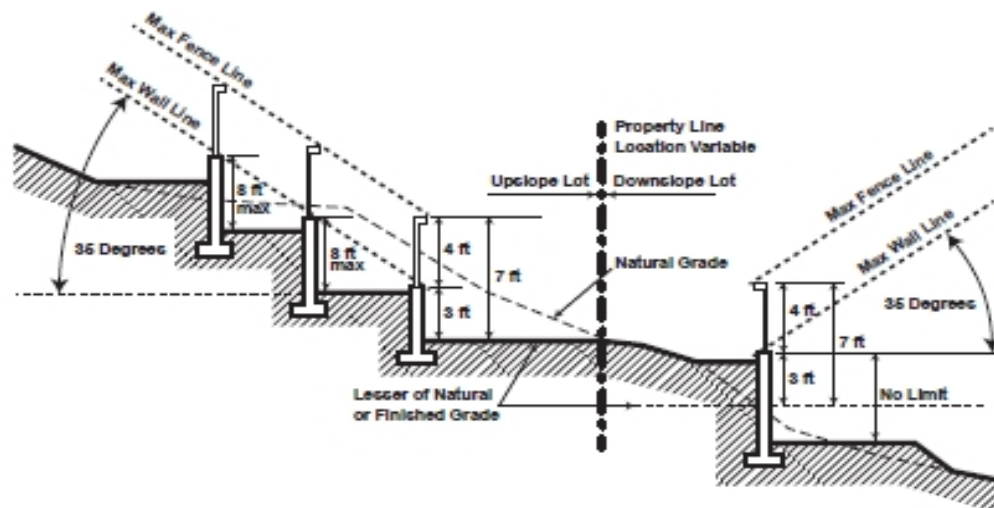 Max Fence Line
Max Wall Line
8 ft
max
35 Degrees
8 ft
max
4 ft
7 ft
3 ft
Property Line
Location Variable
Upslope Lot
Downslope Lot
Natural Grade
Lesser of Natural
or Finished Grade
Max Fence Line
Max Wall Line
35 Degrees
4 ft
7 ft
3 ft
No Limit